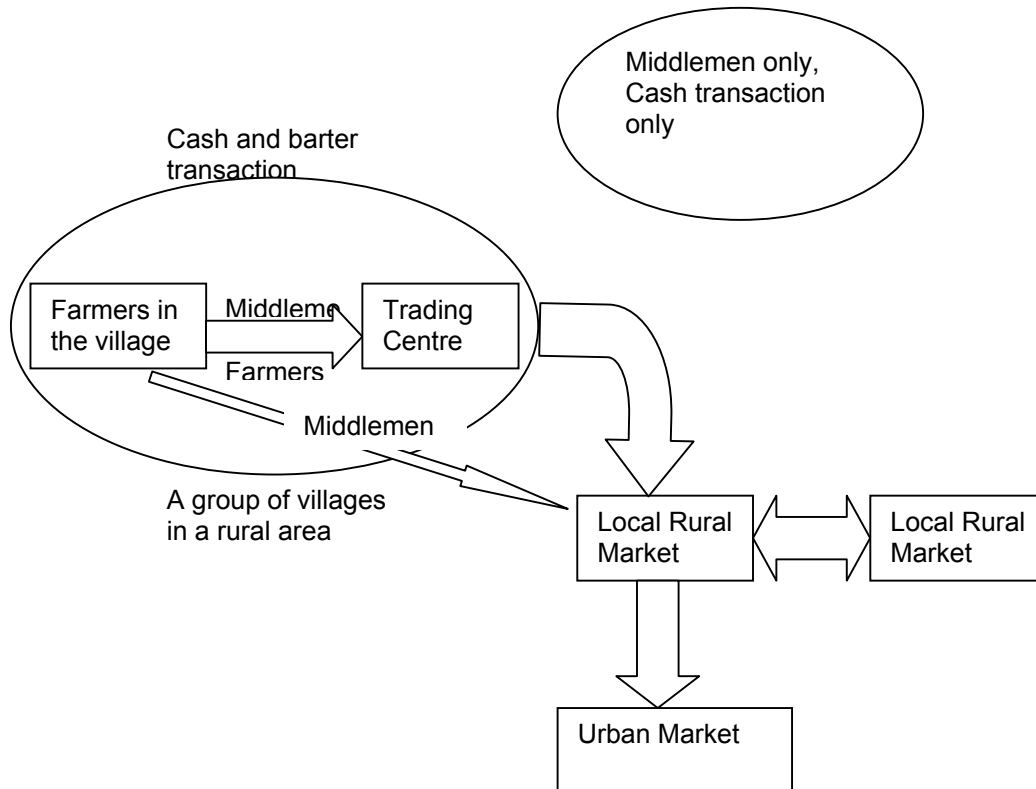 Middlemen only,
Cash transaction
only
Cash and barter
transaction
Farmers in
the village
Middleme
Farmers
Trading
Centre
Middlemen
A group of villages
in a rural area
Local Rural
Market
Local Rural
Market
Urban Market